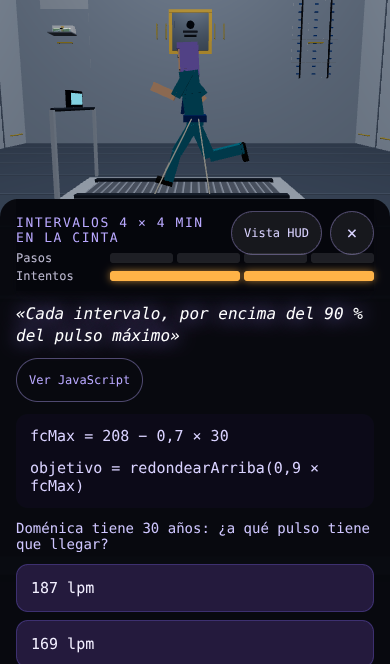 INTERVALOS 4 × 4 MIN
EN LA CINTA
Vista HUD
×
Pasos
Intentos
«Cada intervalo, por encima del 90 %
del pulso máximo»
Ver JavaScript
fcMax = 208 − 0,7 × 30
objetivo = redondearArriba(0,9 ×
fcMax)
Doménica tiene 30 años: ¿a qué pulso tiene
que llegar?
187 lpm
169 lpm